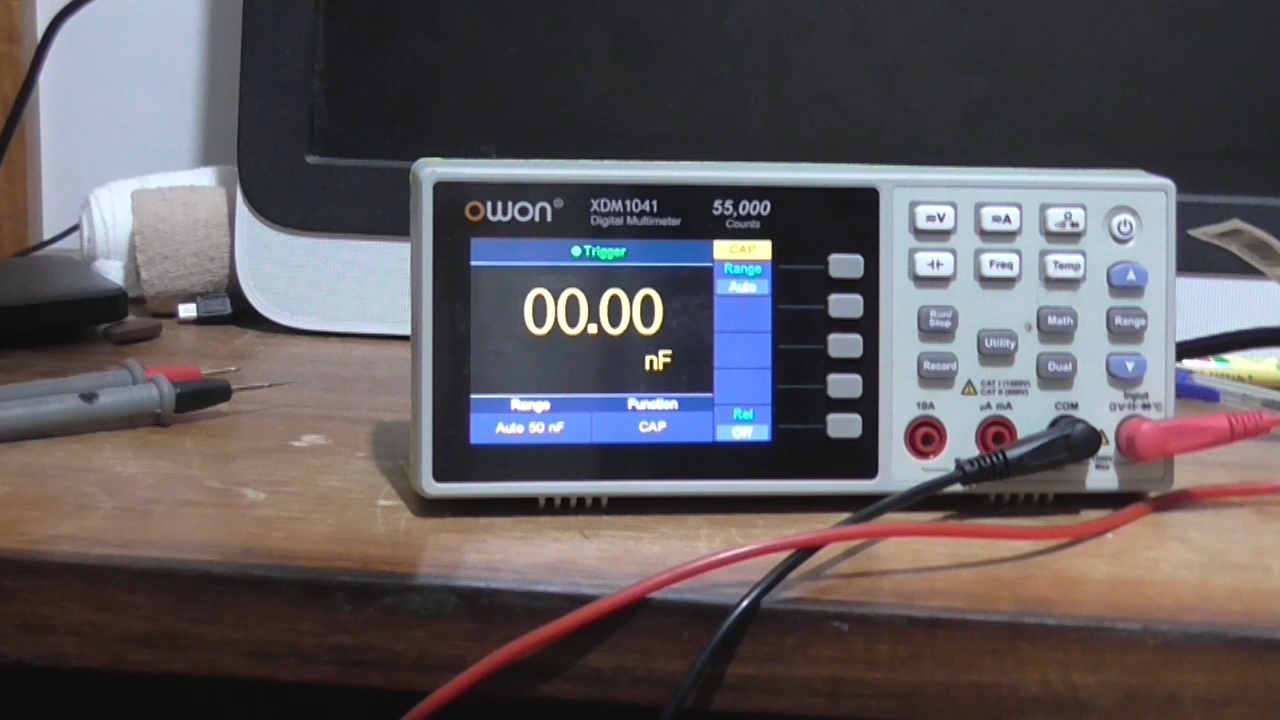 owon®
XDM1041
Digital Multimeter
55,000
Counts
Trigger
00.00
nF
Range
Function
Auto 50 nF
CAP
CAP
Range
Auto
Rel
Off
≂V
≂A
Ω
Freq
Temp
Run/
Stop
Math
Range
Utility
Record
Dual
CAT I (1000V)
CAT II (600V)
10A
µA mA
COM
Input
Max